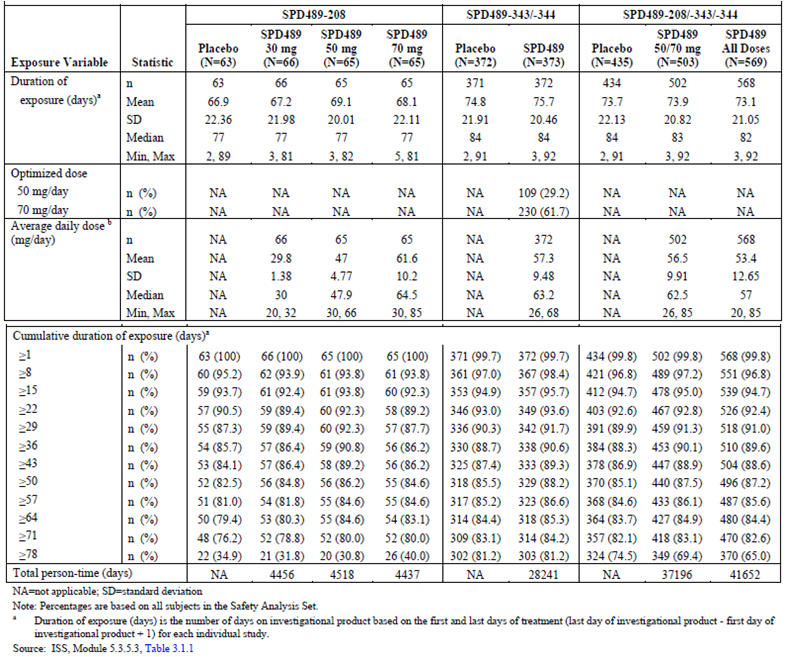 SPD489-208 SPD489-343/-344 SPD489-208/-343/-344
Placebo SPD489 30 mg SPD489 50 mg SPD489 70 mg Placebo SPD489 Placebo SPD489 50/70 mg SPD489 All Doses
Exposure Variable Statistic (N=63) (N=66) (N=65) (N=65) (N=372) (N=373) (N=435) (N=503) (N=569)
Duration of n 63 66 65 65 371 372 434 502 568
exposure (days)a Mean 66.9 67.2 69.1 68.1 74.8 75.7 73.7 73.9 73.1
SD 22.36 21.98 20.01 22.11 21.91 20.46 22.13 20.82 21.05
Median 77 77 77 77 84 84 84 83 82
Min, Max 2, 89 3, 81 3, 82 5, 81 2, 91 3, 92 2, 91 3, 92 3, 92
Optimized dose
50 mg/day n (%) NA NA NA NA NA 109 (29.2) NA NA NA
70 mg/day n (%) NA NA NA NA NA 230 (61.7) NA NA NA
Average daily dose b
(mg/day) n NA 66 65 65 NA 372 NA 502 568
Mean NA 29.8 47 61.6 NA 57.3 NA 56.5 53.4
SD NA 1.38 4.77 10.2 NA 9.48 NA 9.91 12.65
Median NA 30 47.9 64.5 NA 63.2 NA 62.5 57
Min, Max NA 20, 32 30, 66 30, 85 NA 26, 68 NA 26, 85 20, 85
Cumulative duration of exposure (days)a
≥1 n (%) 63 (100) 66 (100) 65 (100) 65 (100) 371 (99.7) 372 (99.7) 434 (99.8) 502 (99.8) 568 (99.8)
≥8 n (%) 60 (95.2) 62 (93.9) 61 (93.8) 61 (93.8) 361 (97.0) 367 (98.4) 421 (96.8) 489 (97.2) 551 (96.8)
≥15 n (%) 59 (93.7) 61 (92.4) 61 (93.8) 60 (92.3) 353 (94.9) 357 (95.7) 412 (94.7) 478 (95.0) 539 (94.7)
≥22 n (%) 57 (90.5) 59 (89.4) 60 (92.3) 58 (89.2) 346 (93.0) 349 (93.6) 403 (92.6) 467 (92.8) 526 (92.4)
≥29 n (%) 55 (87.3) 59 (89.4) 60 (92.3) 57 (87.7) 336 (90.3) 342 (91.7) 391 (89.9) 459 (91.3) 518 (91.0)
≥36 n (%) 54 (85.7) 57 (86.4) 59 (90.8) 56 (86.2) 330 (88.7) 338 (90.6) 384 (88.3) 453 (90.1) 510 (89.6)
≥43 n (%) 53 (84.1) 57 (86.4) 58 (89.2) 56 (86.2) 325 (87.4) 333 (89.3) 378 (86.9) 447 (88.9) 504 (88.6)
≥50 n (%) 52 (82.5) 56 (84.8) 56 (86.2) 55 (84.6) 318 (85.5) 329 (88.2) 370 (85.1) 440 (87.5) 496 (87.2)
≥57 n (%) 51 (81.0) 54 (81.8) 55 (84.6) 55 (84.6) 317 (85.2) 323 (86.6) 368 (84.6) 433 (86.1) 487 (85.6)
≥64 n (%) 50 (79.4) 53 (80.3) 55 (84.6) 54 (83.1) 314 (84.4) 318 (85.3) 364 (83.7) 427 (84.9) 480 (84.4)
≥71 n (%) 48 (76.2) 52 (78.8) 52 (80.0) 52 (80.0) 309 (83.1) 314 (84.2) 357 (82.1) 418 (83.1) 470 (82.6)
≥78 n (%) 22 (34.9) 21 (31.8) 20 (30.8) 26 (40.0) 302 (81.2) 303 (81.2) 324 (74.5) 349 (69.4) 370 (65.0)
Total person-time (days) NA 4456 4518 4437 NA 28241 NA 37196 41652
NA=not applicable; SD=standard deviation
Note: Percentages are based on all subjects in the Safety Analysis Set.
a Duration of exposure (days) is the number of days on investigational product based on the first and last days of treatment (last day of investigational product - first day of
investigational product + 1) for each individual study.
Source: ISS, Module 5.3.5.3, Table 3.1.1